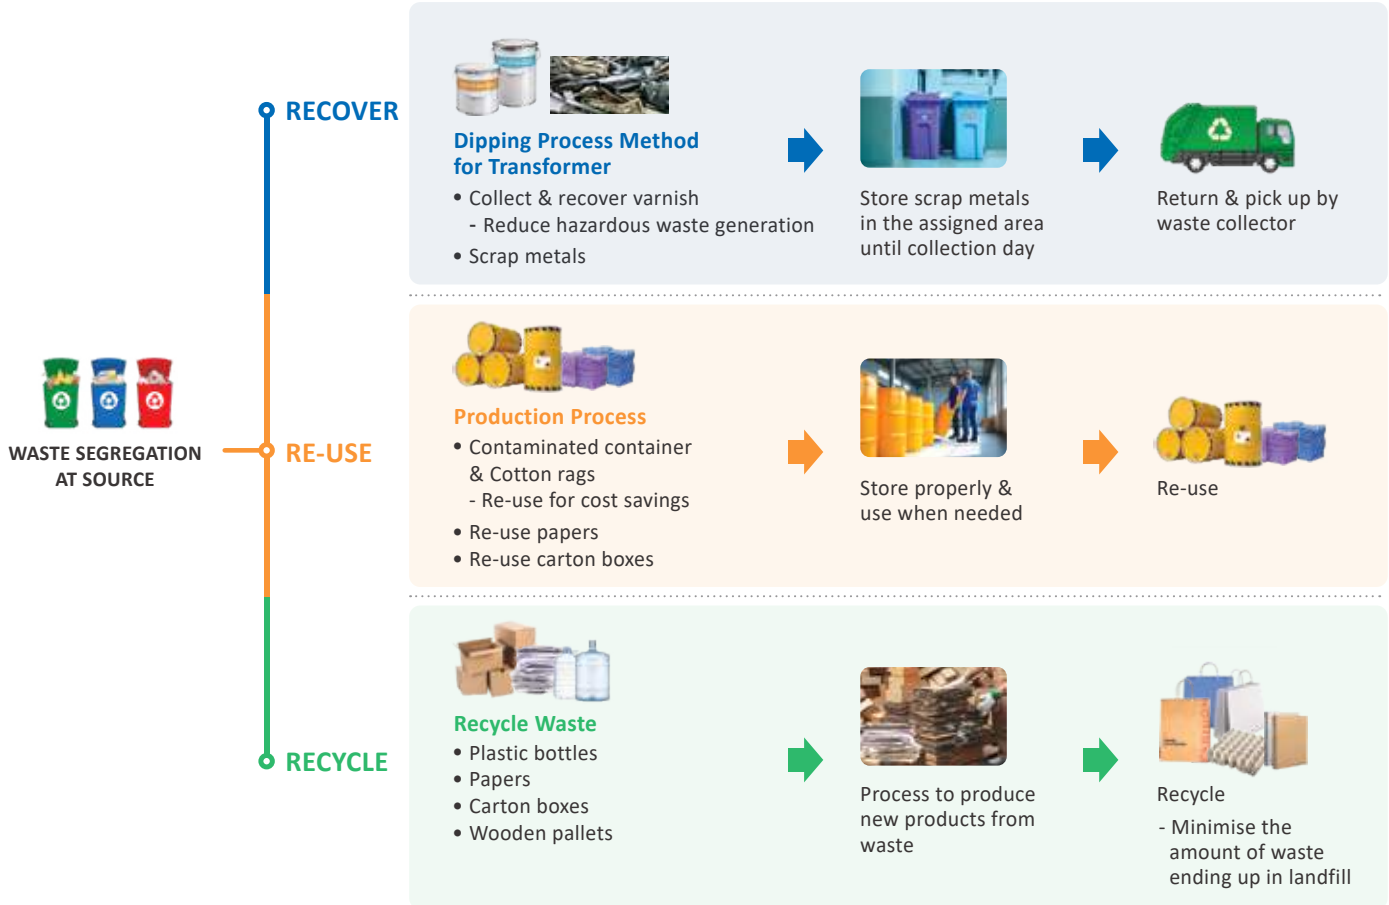 RECOVER
Dipping Process Method
for Transformer
• Collect & recover varnish
- Reduce hazardous waste generation
• Scrap metals
Store scrap metals
in the assigned area
until collection day
Return & pick up by
waste collector
WASTE SEGREGATION
AT SOURCE
RE-USE
Production Process
• Contaminated container
& Cotton rags
- Re-use for cost savings
• Re-use papers
• Re-use carton boxes
Store properly &
use when needed
Re-use
RECYCLE
Recycle Waste
• Plastic bottles
• Papers
• Carton boxes
• Wooden pallets
Process to produce
new products from
waste
Recycle
- Minimise the
amount of waste
ending up in landfill